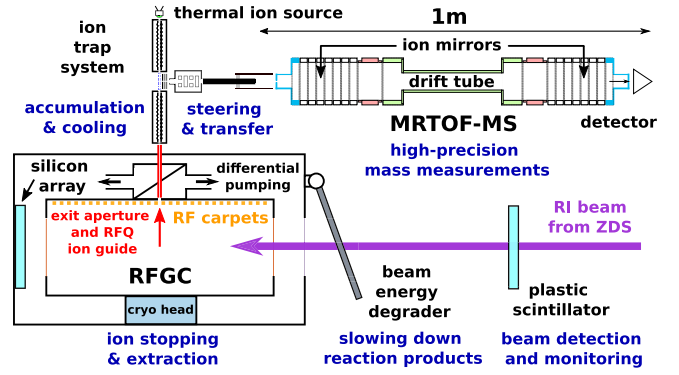 thermal ion source
1m
ion
trap
system
ion mirrors
drift tube
accumulation
& cooling
steering
& transfer
MRTOF-MS
detector
high-precision
mass measurements
silicon
array
differential
pumping
exit aperture
and RFQ
ion guide
RF carpets
RI beam
from ZDS
RFGC
cryo head
beam
energy
degrader
plastic
scintillator
ion stopping
& extraction
slowing down
reaction products
beam detection
and monitoring